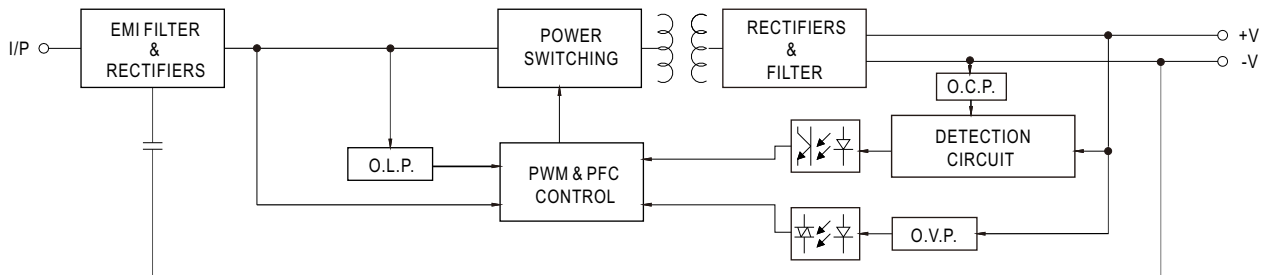 I/P
EMI FILTER
&
RECTIFIERS
POWER
SWITCHING
RECTIFIERS
&
FILTER
+V
-V
O.C.P.
DETECTION
CIRCUIT
O.L.P.
PWM & PFC
CONTROL
O.V.P.